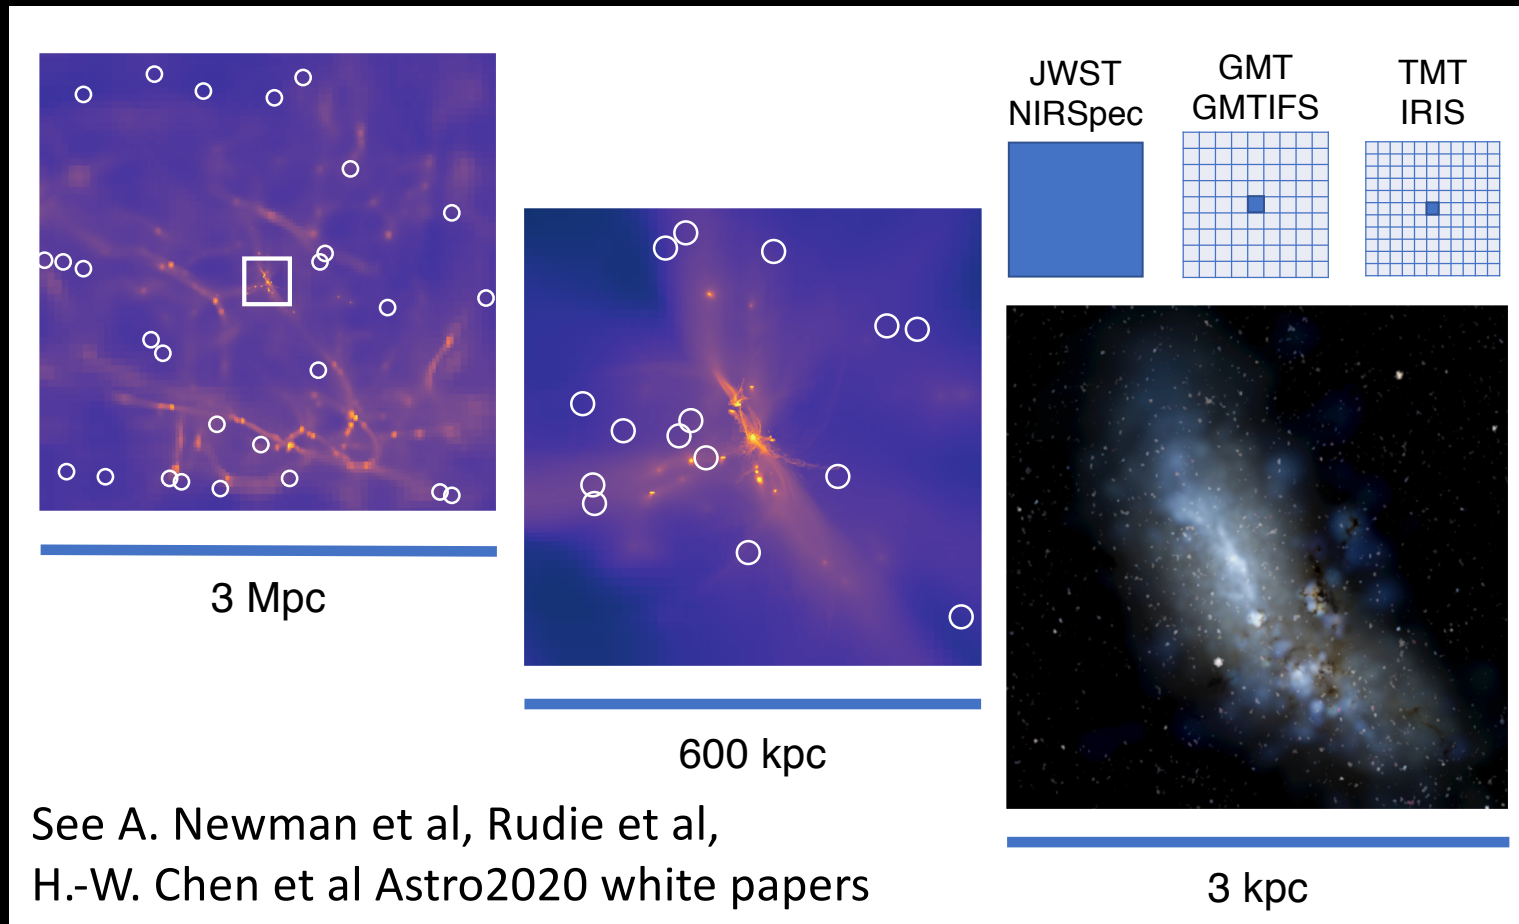 JWST
NIRSpec
GMT
GMTIFS
TMT
IRIS
3 Mpc
600 kpc
3 kpc
See A. Newman et al, Rudie et al,
H.-W. Chen et al Astro2020 white papers